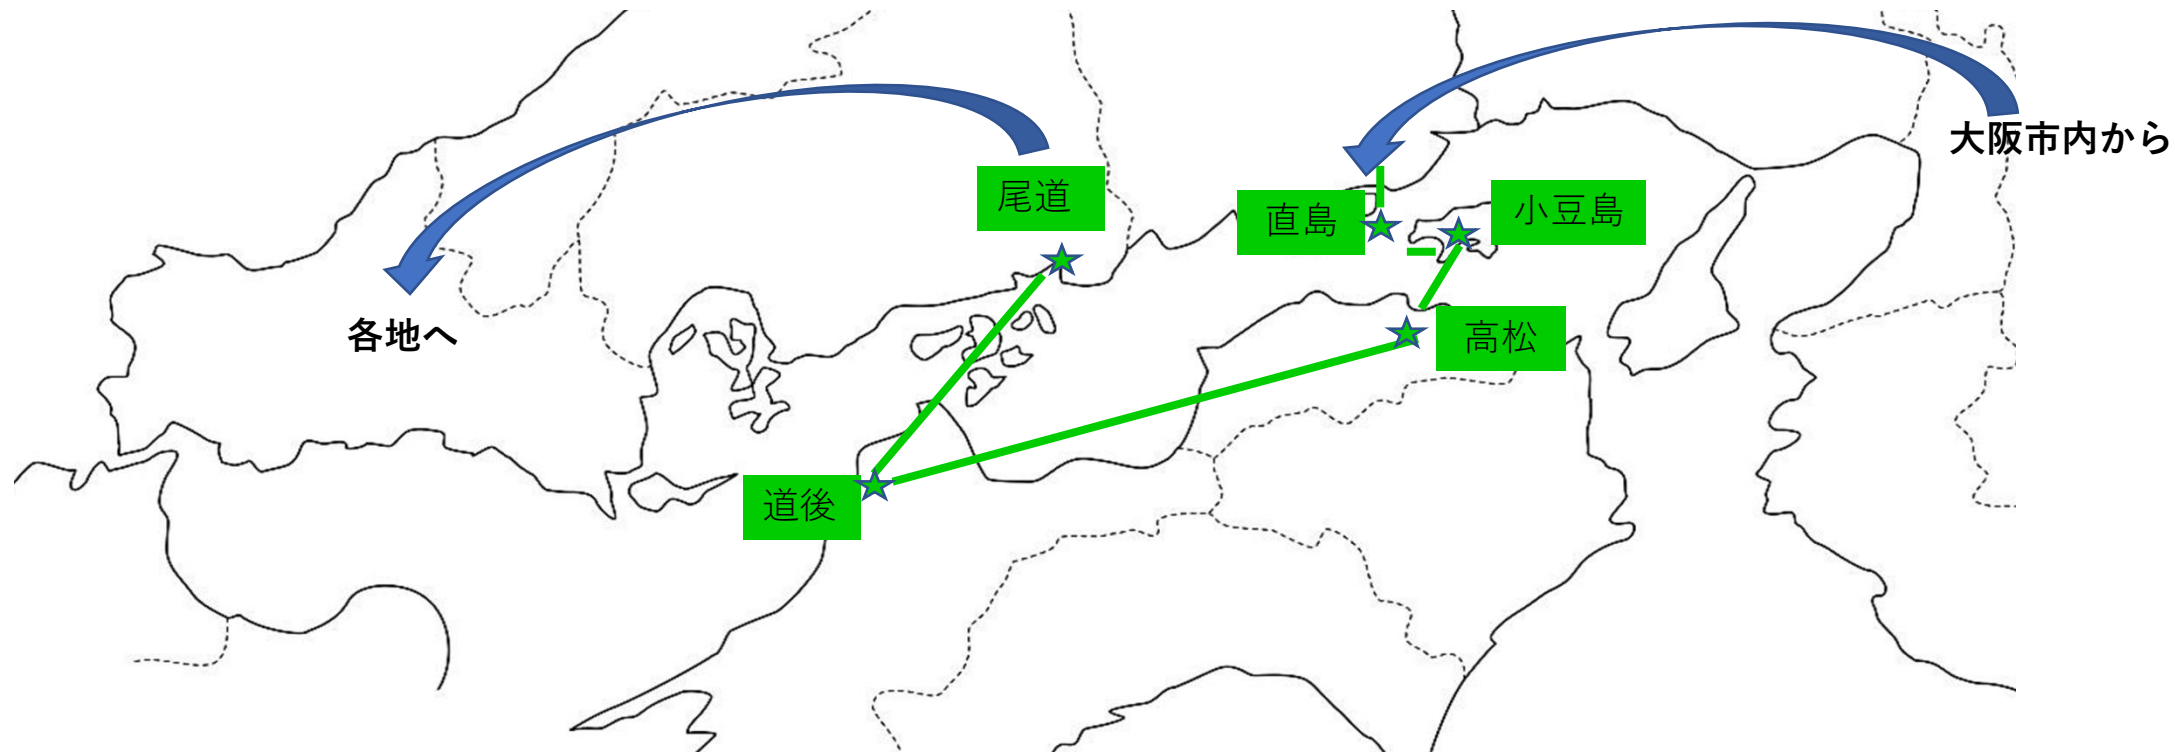 大阪市内から
尾道
直島
小豆島
各地へ
高松
道後